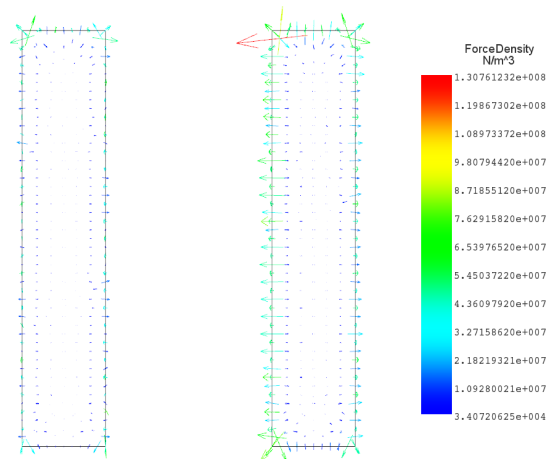 ForceDensity
N/m^3
1.30761232e+008
1.19867302e+008
1.08973372e+008
9.80794420e+007
8.71855120e+007
7.62915820e+007
6.53976520e+007
5.45037220e+007
4.36097920e+007
3.27158620e+007
2.18219321e+007
1.09280021e+007
3.40720625e+004